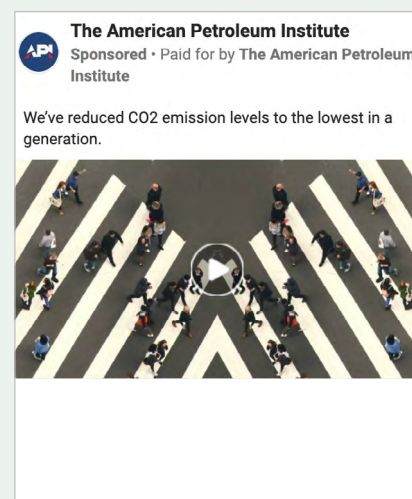 The American Petroleum Institute
API
Sponsored · Paid for by The American Petroleum
Institute
We've reduced CO2 emission levels to the lowest in a
generation.